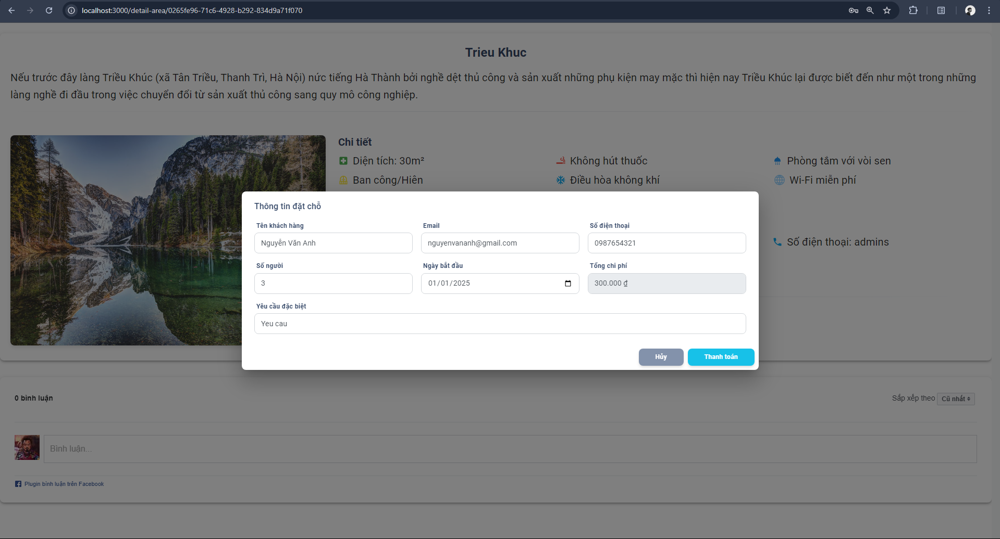 localhost:3000/detail-area/0265fe96-71c6-4928-b292-834d9a71f070
Trieu Khuc
Nếu trước đây làng Triều Khúc (xã Tân Triều, Thanh Trì, Hà Nội) nức tiếng Hà Thành bởi nghề dệt thủ công và sản xuất những phụ kiện may mặc thì hiện nay Triều Khúc lại được biết đến như một trong những
làng nghề đi đầu trong việc chuyển đổi từ sản xuất thủ công sang quy mô công nghiệp.
Chi tiết
Diện tích: 30m² Không hút thuốc Phòng tắm với vòi sen
Ban công/Hiên Điều hòa không khí Wi-Fi miễn phí
Số điện thoại: admins
Thông tin đặt chỗ
Tên khách hàng Email Số điện thoại
Nguyễn Văn Anh nguyenvananh@gmail.com 0987654321
Số người Ngày bắt đầu Tổng chi phí
3 01/01/2025 300.000 ₫
Yêu cầu đặc biệt
Yeu cau
Hủy Thanh toán
0 bình luận Sắp xếp theo Cũ nhất
Bình luận...
Plugin bình luận trên Facebook